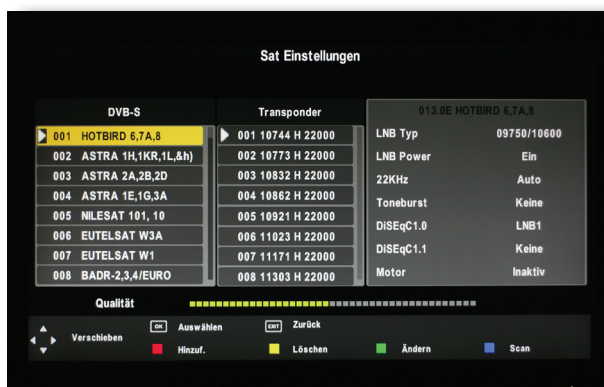 Sat Einstellungen
DVB-S
Transponder
013.0E HOTBIRD 6,7A,8
001 HOTBIRD 6,7A,8
002 ASTRA 1H,1KR,1L,&h)
003 ASTRA 2A,2B,2D
004 ASTRA 1E,1G,3A
005 NILESAT 101, 10
006 EUTELSAT W3A
007 EUTELSAT W1
008 BADR-2,3,4/EURO
001 10744 H 22000
002 10773 H 22000
003 10832 H 22000
004 10862 H 22000
005 10921 H 22000
006 11023 H 22000
007 11171 H 22000
008 11303 H 22000
LNB Typ 09750/10600
LNB Power Ein
22KHz Auto
Toneburst Keine
DiSEqC1.0 LNB1
DiSEqC1.1 Keine
Motor Inaktiv
Qualität
Verschieben
OK Auswählen
EXIT Zurück
Hinzuf.
Löschen
Ändern
Scan